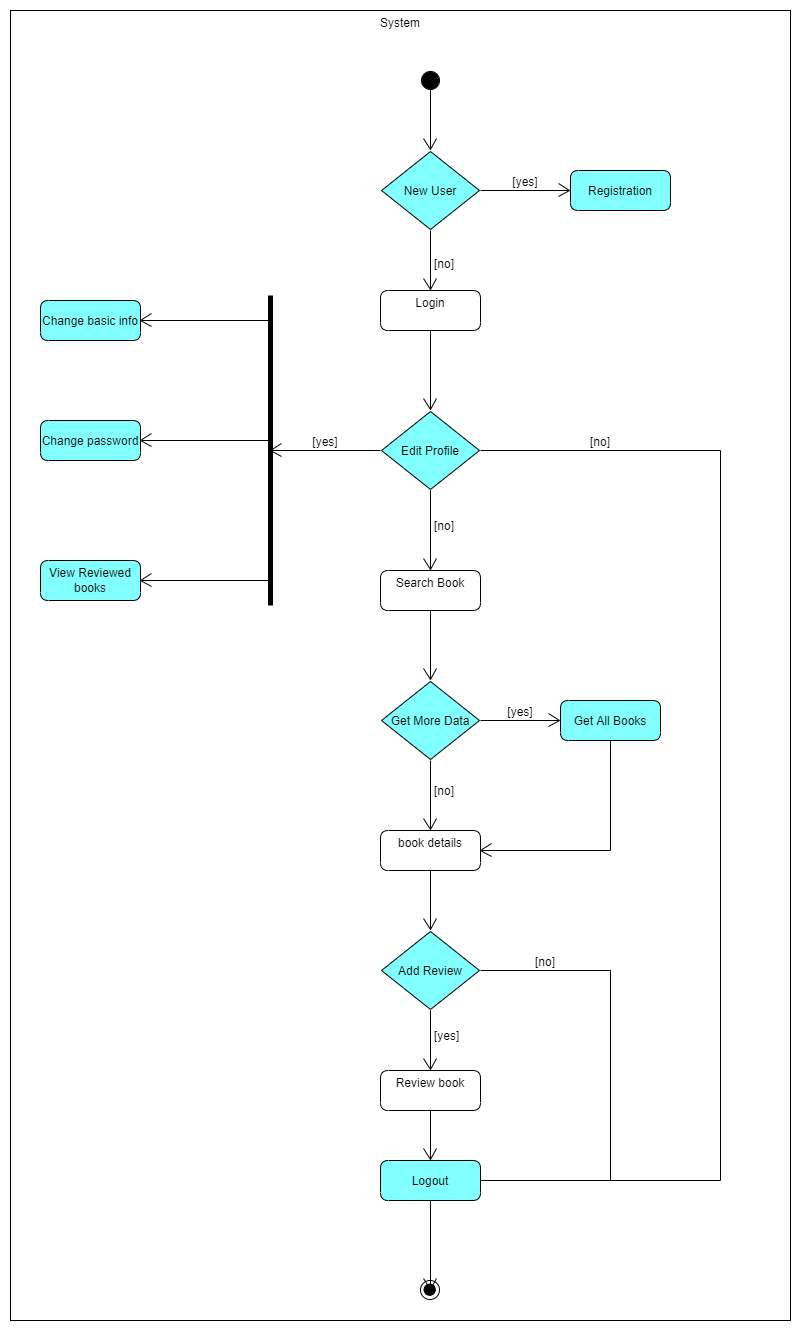 System
New User
[yes]
Registration
[no]
Login
Change basic info
Change password
[yes]
Edit Profile
[no]
[no]
View Reviewed
books
Search Book
Get More Data
[yes]
Get All Books
[no]
book details
Add Review
[no]
[yes]
Review book
Logout